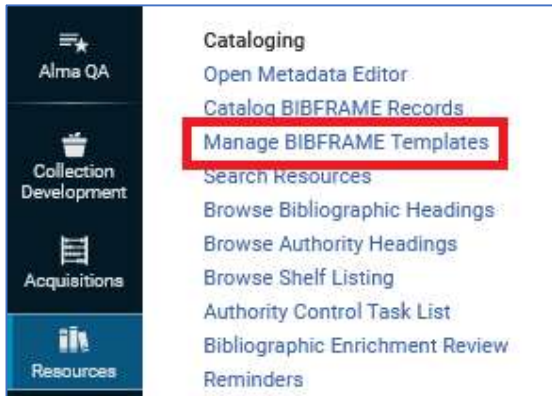 Alma QA
Collection
Development
Acquisitions
Resources
Cataloging
Open Metadata Editor
Catalog BIBFRAME Records
Manage BIBFRAME Templates
Search Resources
Browse Bibliographic Headings
Browse Authority Headings
Browse Shelf Listing
Authority Control Task List
Bibliographic Enrichment Review
Reminders